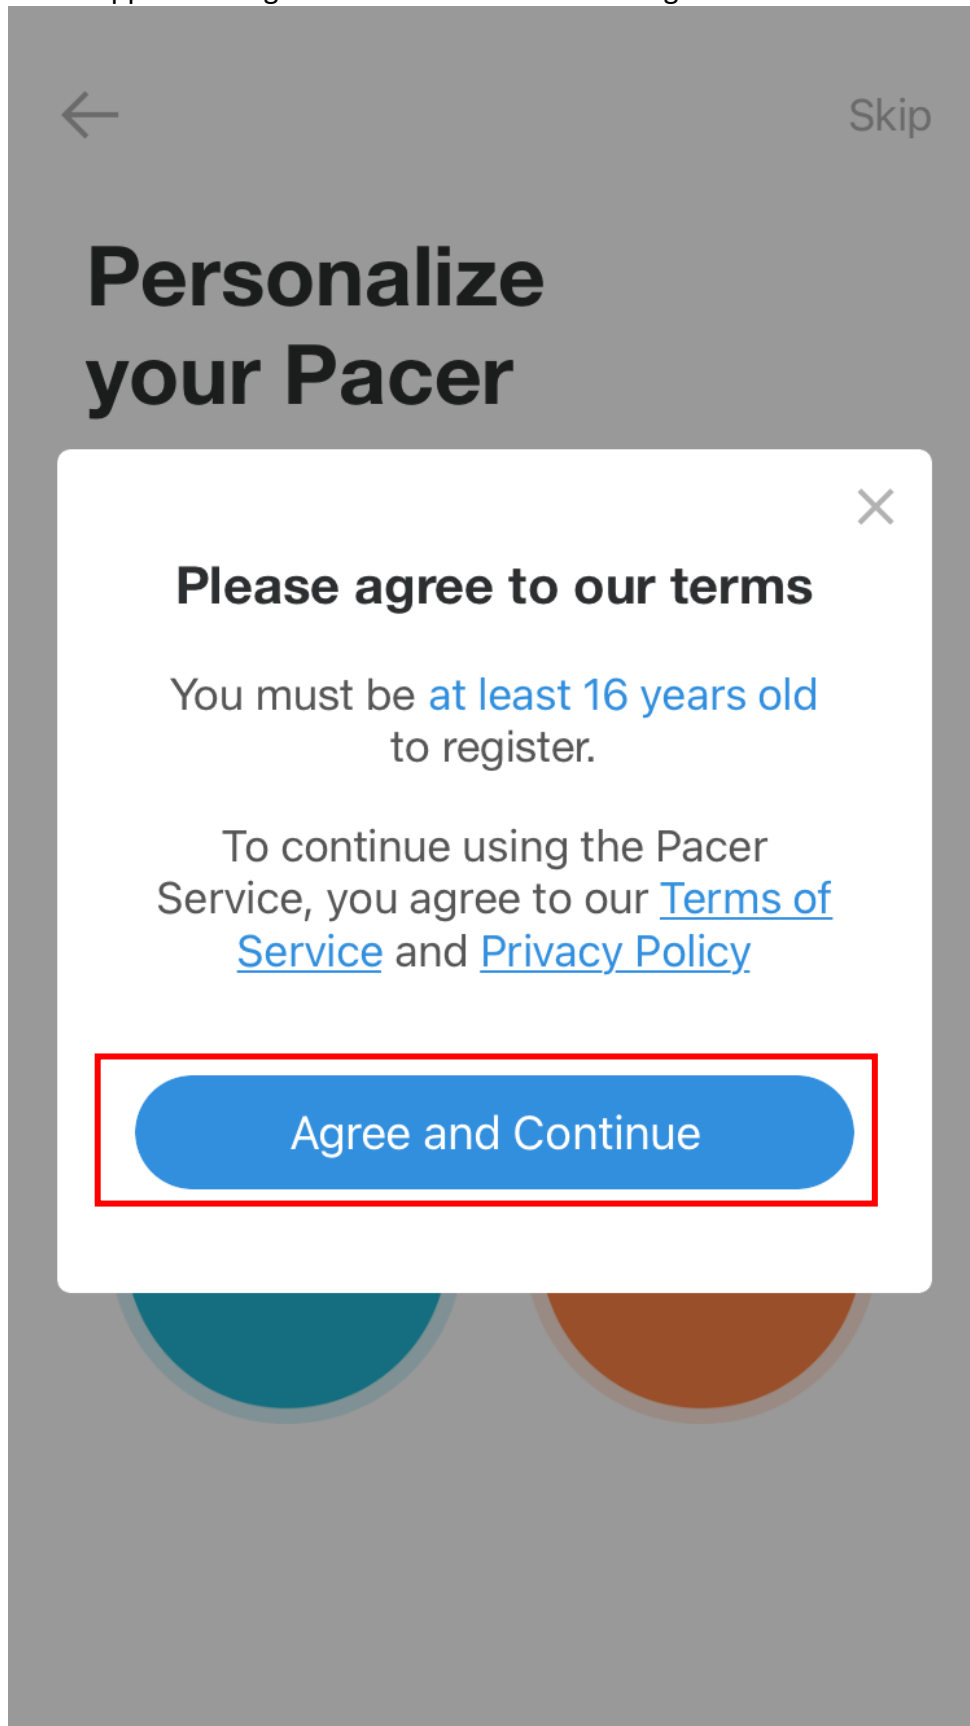 Skip
Personalize
your Pacer
Please agree to our terms
You must be at least 16 years old
to register.
To continue using the Pacer
Service, you agree to our Terms of
Service and Privacy Policy
Agree and Continue